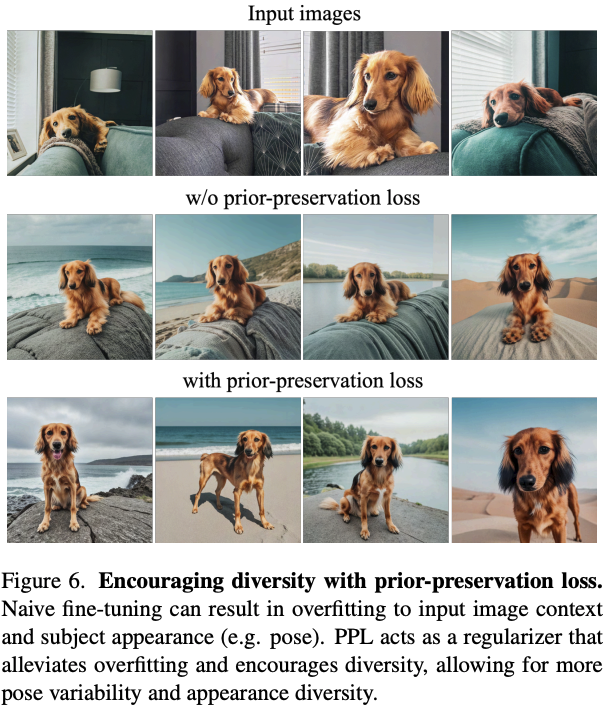 Input images
w/o prior-preservation loss
with prior-preservation loss
Figure 6. Encouraging diversity with prior-preservation loss.
Naive fine-tuning can result in overfitting to input image context
and subject appearance (e.g. pose). PPL acts as a regularizer that
alleviates overfitting and encourages diversity, allowing for more
pose variability and appearance diversity.